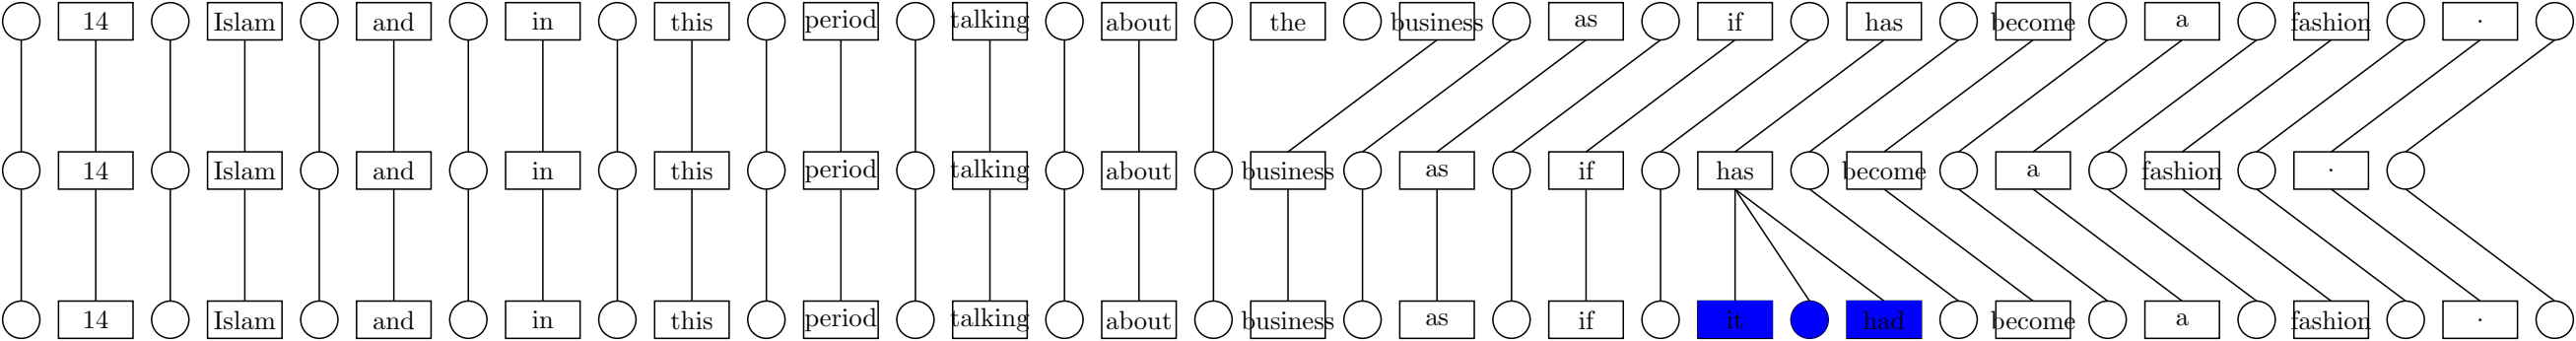 14 Islam and in this period talking about the business as if has become a fashion .
14 Islam and in this period talking about business as if has become a fashion .
14 Islam and in this period talking about business as if it had become a fashion .